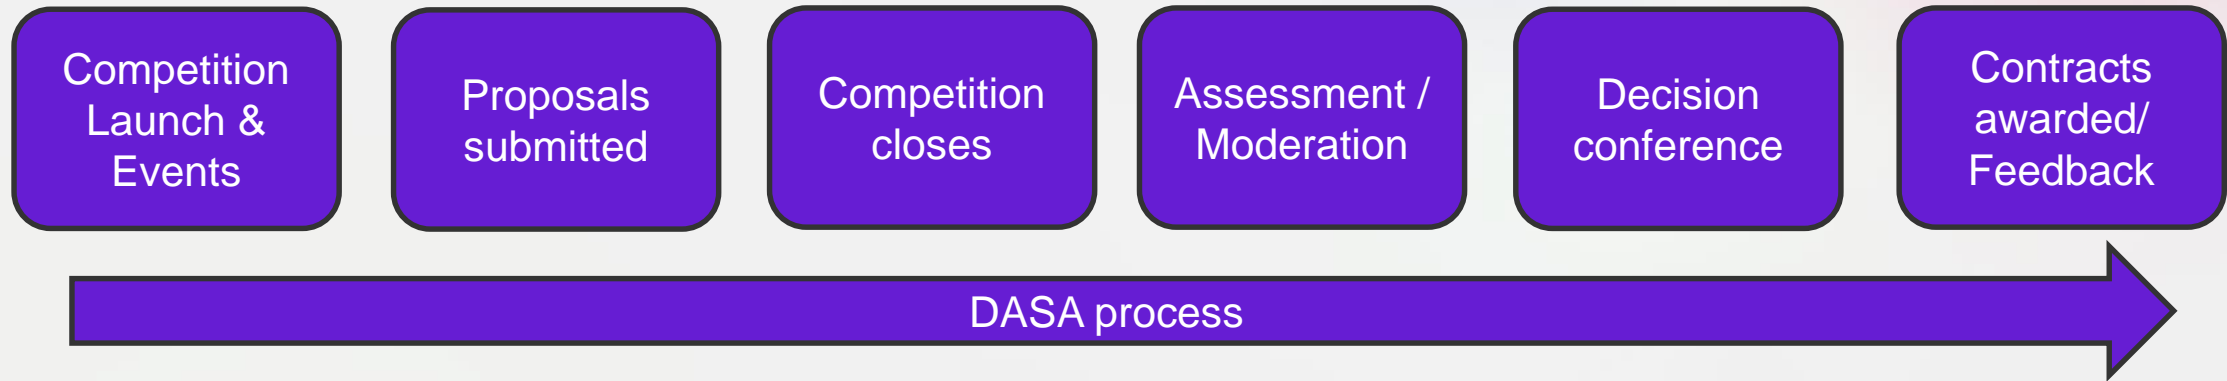 Competition
Launch &
Events
Proposals
submitted
Competition
closes
Assessment /
Moderation
Decision
conference
Contracts
awarded/
Feedback
DASA process